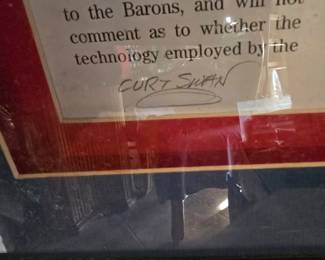 to the Barons, and will not
comment as to whether the
technology employed by the
CURT SWAN